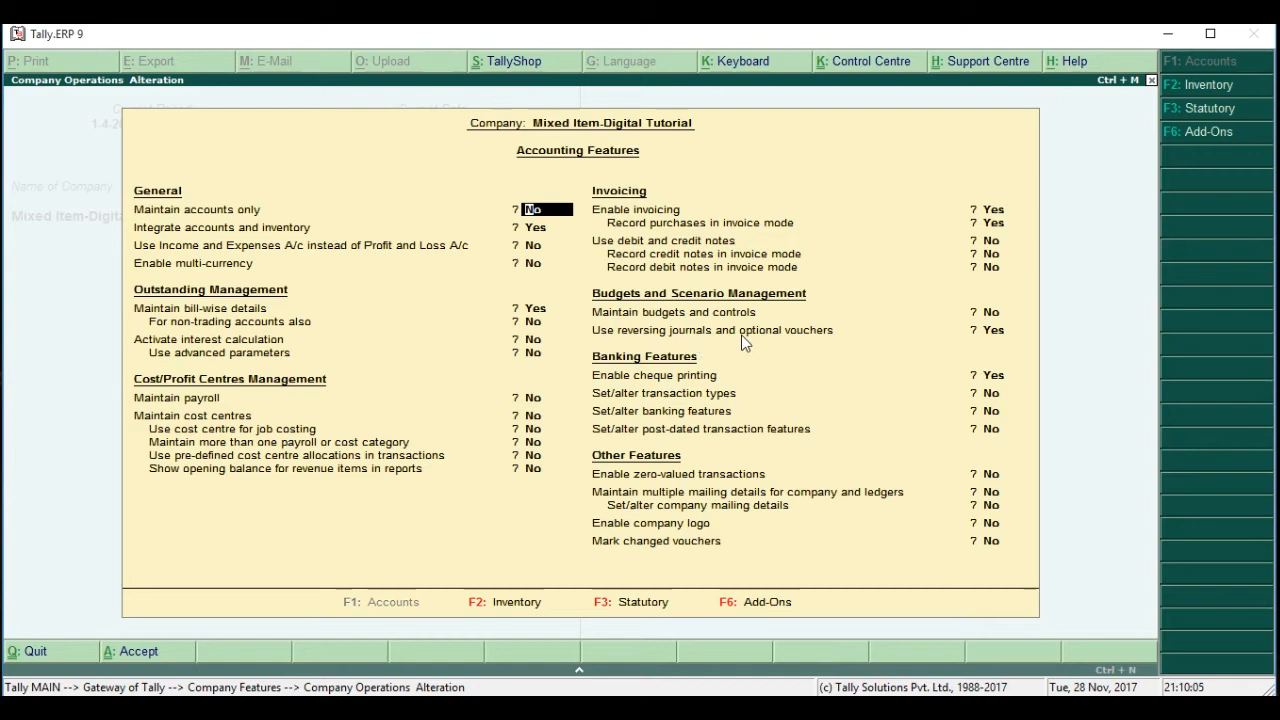 Tally.ERP 9
P: Print E: Export M: E-Mail O: Upload S: TallyShop G: Language K: Keyboard K: Control Centre H: Support Centre H: Help
F1: Accounts
F2: Inventory
F3: Statutory
F6: Add-Ons
Company Operations Alteration Ctrl + M
Name of Company
Company: Mixed Item-Digital Tutorial
Accounting Features
General
Maintain accounts only ? No
Integrate accounts and inventory ? Yes
Use Income and Expenses A/c instead of Profit and Loss A/c ? No
Enable multi-currency ? No
Outstanding Management
Maintain bill-wise details ? Yes
For non-trading accounts also ? No
Activate interest calculation ? No
Use advanced parameters ? No
Cost/Profit Centres Management
Maintain payroll ? No
Maintain cost centres ? No
Use cost centre for job costing ? No
Maintain more than one payroll or cost category ? No
Use pre-defined cost centre allocations in transactions ? No
Show opening balance for revenue items in reports ? No
Invoicing
Enable invoicing ? Yes
Record purchases in invoice mode ? Yes
Use debit and credit notes ? No
Record credit notes in invoice mode ? No
Record debit notes in invoice mode ? No
Budgets and Scenario Management
Maintain budgets and controls ? No
Use reversing journals and optional vouchers ? Yes
Banking Features
Enable cheque printing ? Yes
Set/alter transaction types ? No
Set/alter banking features ? No
Set/alter post-dated transaction features ? No
Other Features
Enable zero-valued transactions ? No
Maintain multiple mailing details for company and ledgers ? No
Set/alter company mailing details ? No
Enable company logo ? No
Mark changed vouchers ? No
F1: Accounts F2: Inventory F3: Statutory F6: Add-Ons
Q: Quit A: Accept
Ctrl + N
Tally MAIN --> Gateway of Tally --> Company Features --> Company Operations Alteration (c) Tally Solutions Pvt. Ltd., 1988-2017 Tue, 28 Nov, 2017 21:10:05